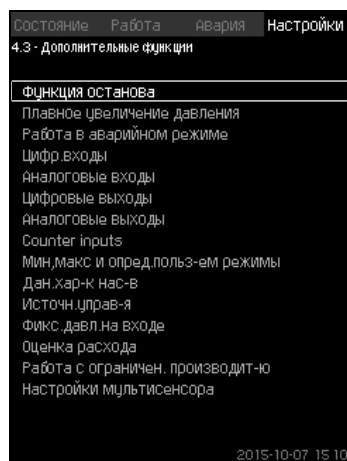 Состояние Работа Авария Настройки
4.3 - Дополнительные функции
Функция останова
Плавное увеличение давления
Работа в аварийном режиме
Цифр.входы
Аналоговые входы
Цифровые выходы
Аналоговые выходы
Counter inputs
Мин,макс и опред.польз-ем режимы
Дан.хар-к нас-в
Источн.управ-я
Фикс.давл.на входе
Оценка расхода
Работа с ограничен. производит-ю
Настройки мультисенсора
2015-10-07 15:10